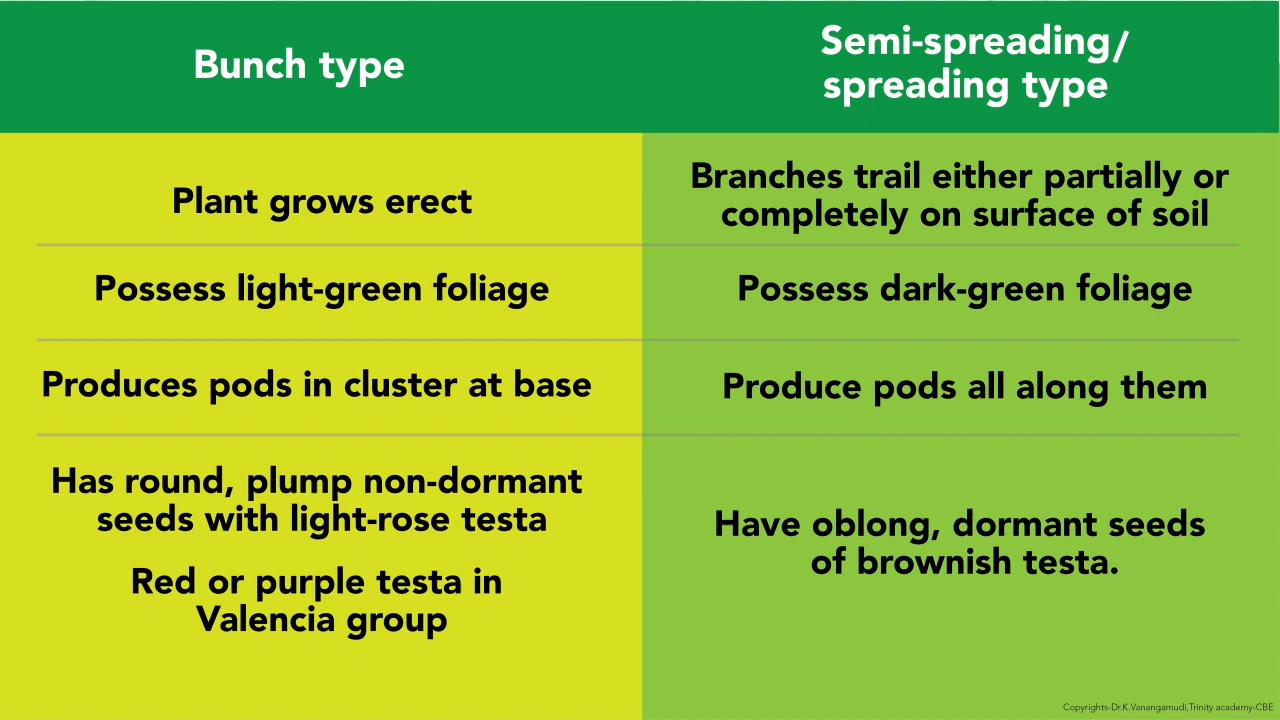 Bunch type
Semi-spreading/
spreading type
Plant grows erect
Branches trail either partially or
completely on surface of soil
Possess light-green foliage
Possess dark-green foliage
Produces pods in cluster at base
Produce pods all along them
Has round, plump non-dormant
seeds with light-rose testa
Red or purple testa in
Valencia group
Have oblong, dormant seeds
of brownish testa.
Copyrights-Dr.K.Vanangamudi,Trinity academy-CBE